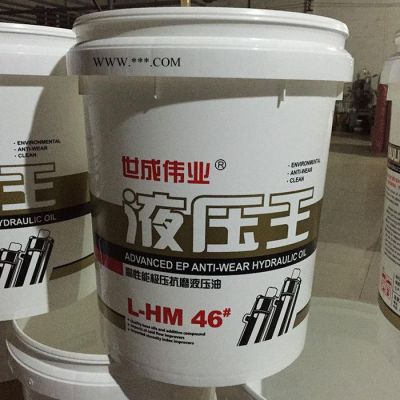 WWW.***.COM
- ENVIRONMENTAL
- ANTI-WEAR
- CLEAN
- ENVIRONMENTAL
- ANTI-WEAR
- CLEAN
世成伟业®
液压王
HYDRAULIC OIL
ADVANCED EP ANTI-WEAR HYDRAULIC OIL
高性能极压抗磨液压油
L-HM 46#